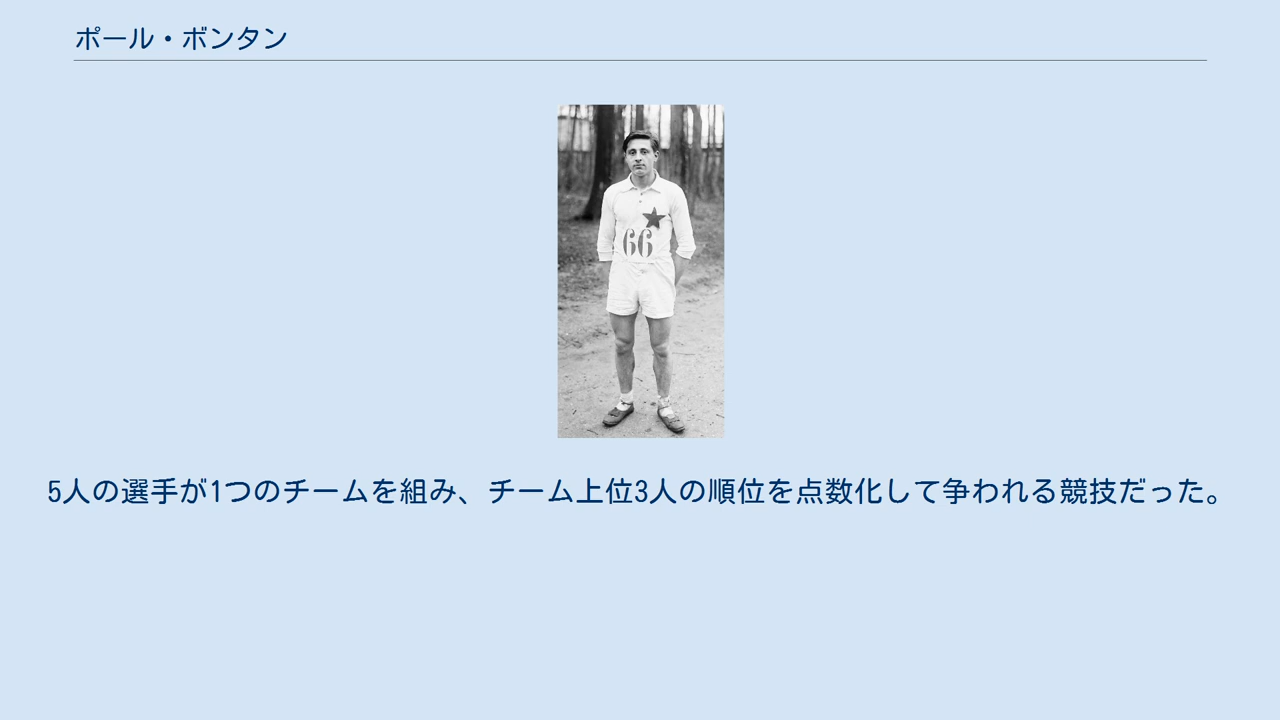 ポール・ボンタン
66
5人の選手が1つのチームを組み、チーム上位3人の順位を点数化して争われる競技だった。